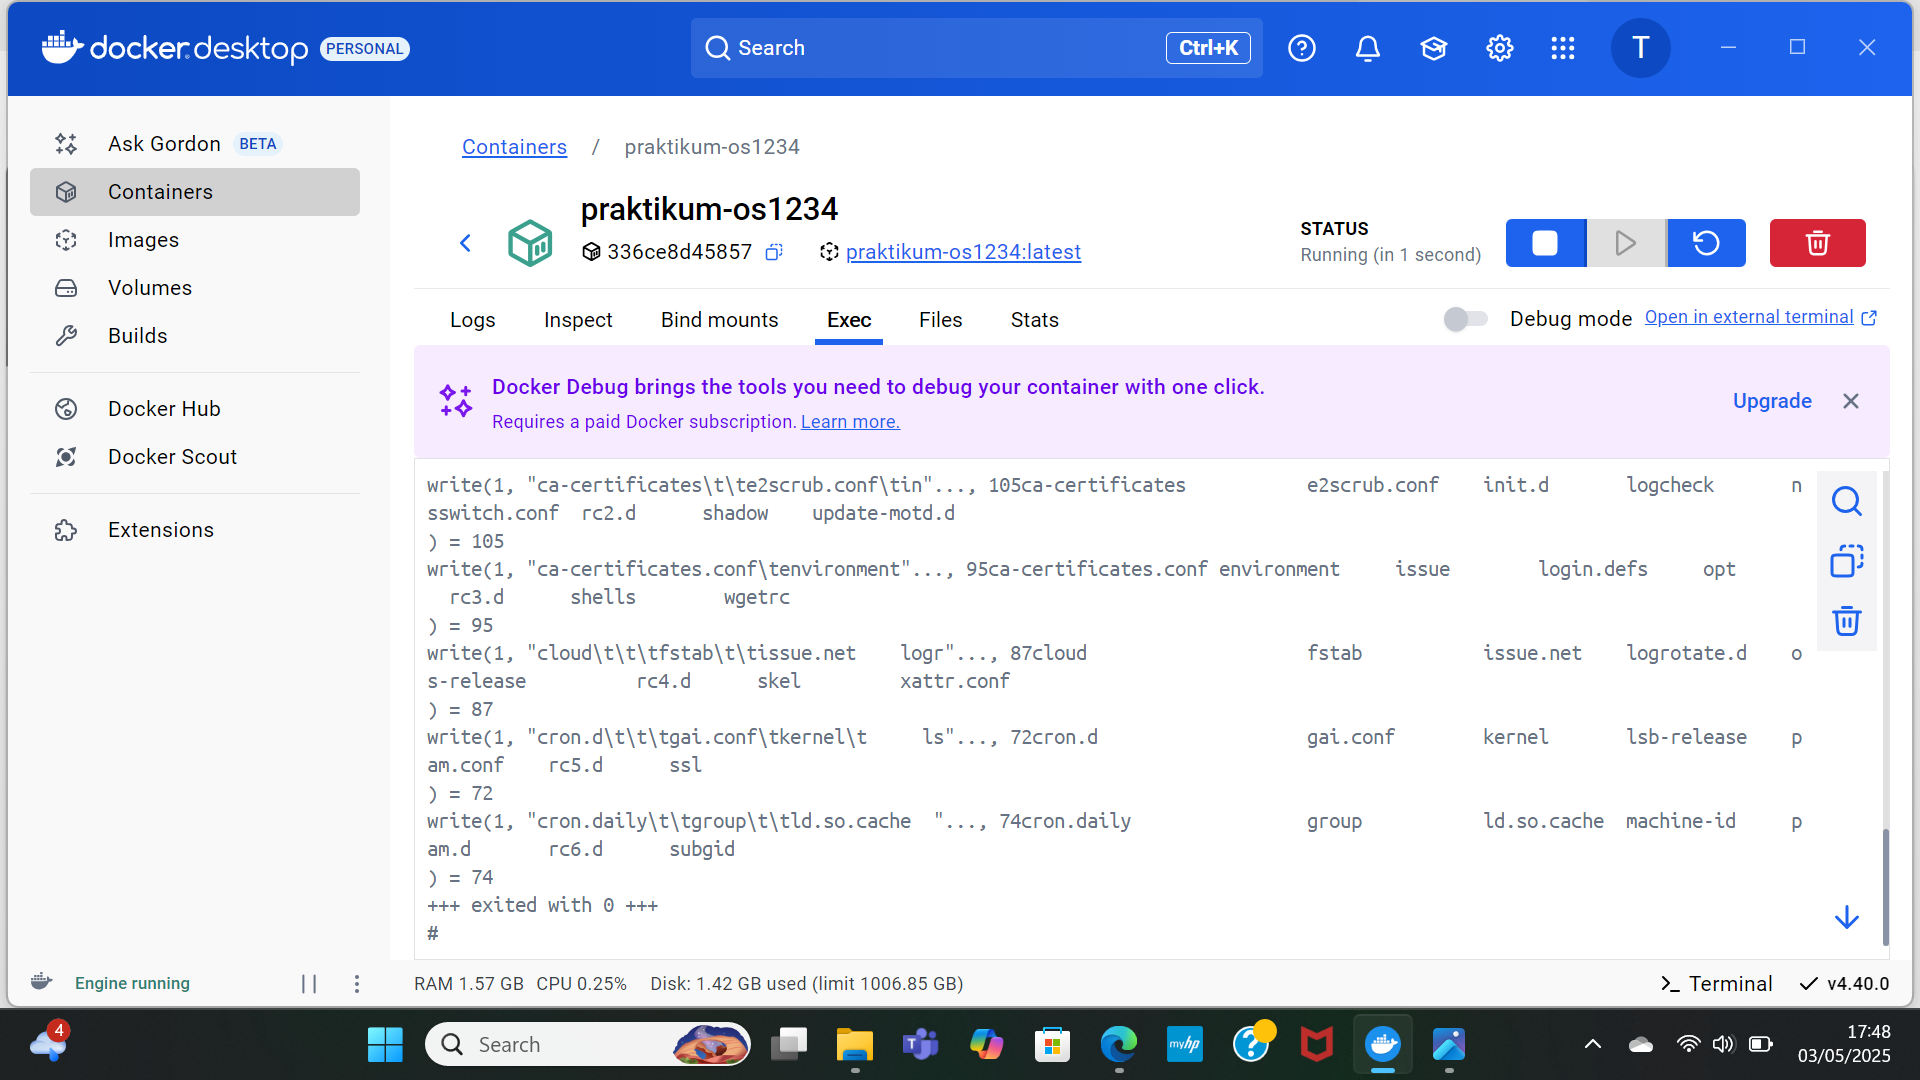 docker desktop PERSONAL
Search
Ctrl+K
T
Ask Gordon BETA
Containers
Images
Volumes
Builds
Docker Hub
Docker Scout
Extensions
Containers / praktikum-os1234
praktikum-os1234
336ce8d45857 praktikum-os1234:latest
STATUS
Running (in 1 second)
Logs Inspect Bind mounts Exec Files Stats
Debug mode Open in external terminal
Docker Debug brings the tools you need to debug your container with one click.
Requires a paid Docker subscription. Learn more.
Upgrade
write(1, "ca-certificates\t\te2scrub.conf\tin"..., 105ca-certificates e2scrub.conf init.d logcheck n
sswitch.conf rc2.d shadow update-motd.d
) = 105
write(1, "ca-certificates.conf\tenvironment"..., 95ca-certificates.conf environment issue login.defs opt
rc3.d shells wgetrc
) = 95
write(1, "cloud\t\t\tfstab\t\tissue.net logr"..., 87cloud fstab issue.net logrotate.d o
s-release rc4.d skel xattr.conf
) = 87
write(1, "cron.d\t\t\tgai.conf\tkernel\t ls"..., 72cron.d gai.conf kernel lsb-release p
am.conf rc5.d ssl
) = 72
write(1, "cron.daily\t\tgroup\t\tld.so.cache "..., 74cron.daily group ld.so.cache machine-id p
am.d rc6.d subgid
) = 74
+++ exited with 0 +++
#
Engine running
RAM 1.57 GB CPU 0.25% Disk: 1.42 GB used (limit 1006.85 GB)
>_ Terminal
v4.40.0
4
Search
T
myhp
?
17:48
03/05/2025